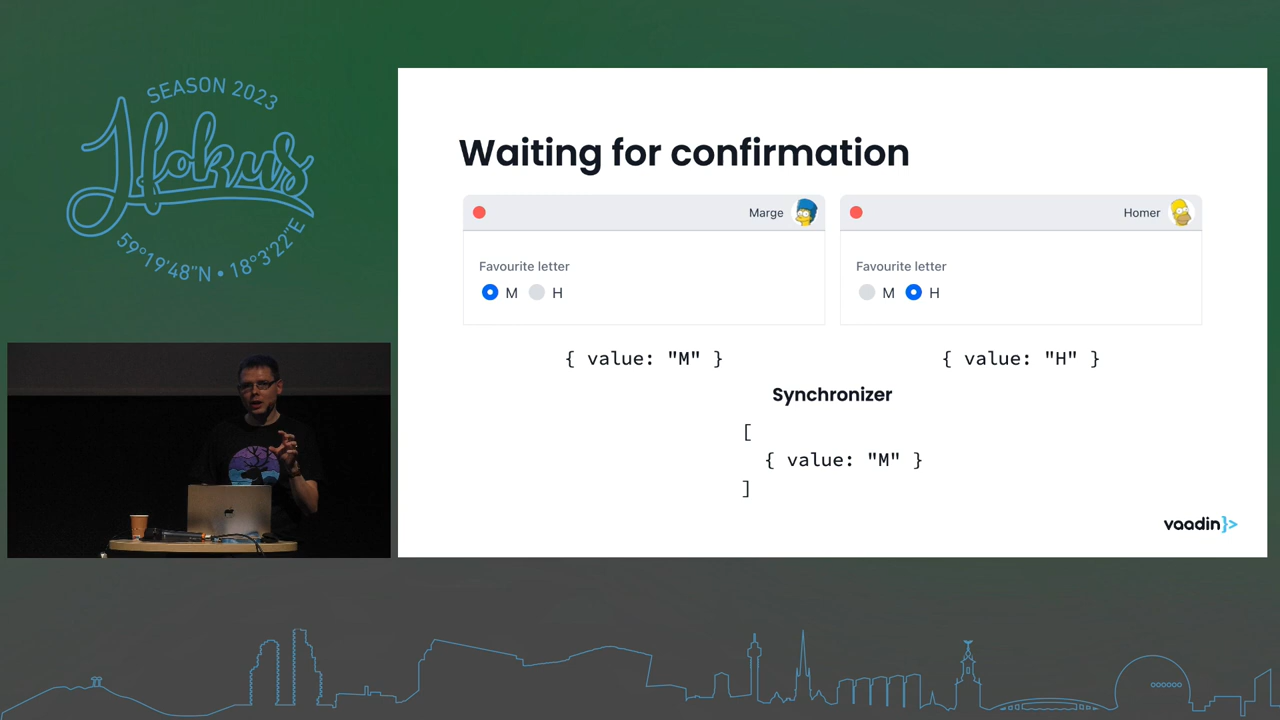 SEASON 2023
Hokus
59°19'48"N • 18°3'22"E
Waiting for confirmation
Marge
Homer
Favourite letter
Favourite letter
M H
M H
{ value: "M" }
{ value: "H" }
Synchronizer
[
{ value: "M" }
]
vaadin}>